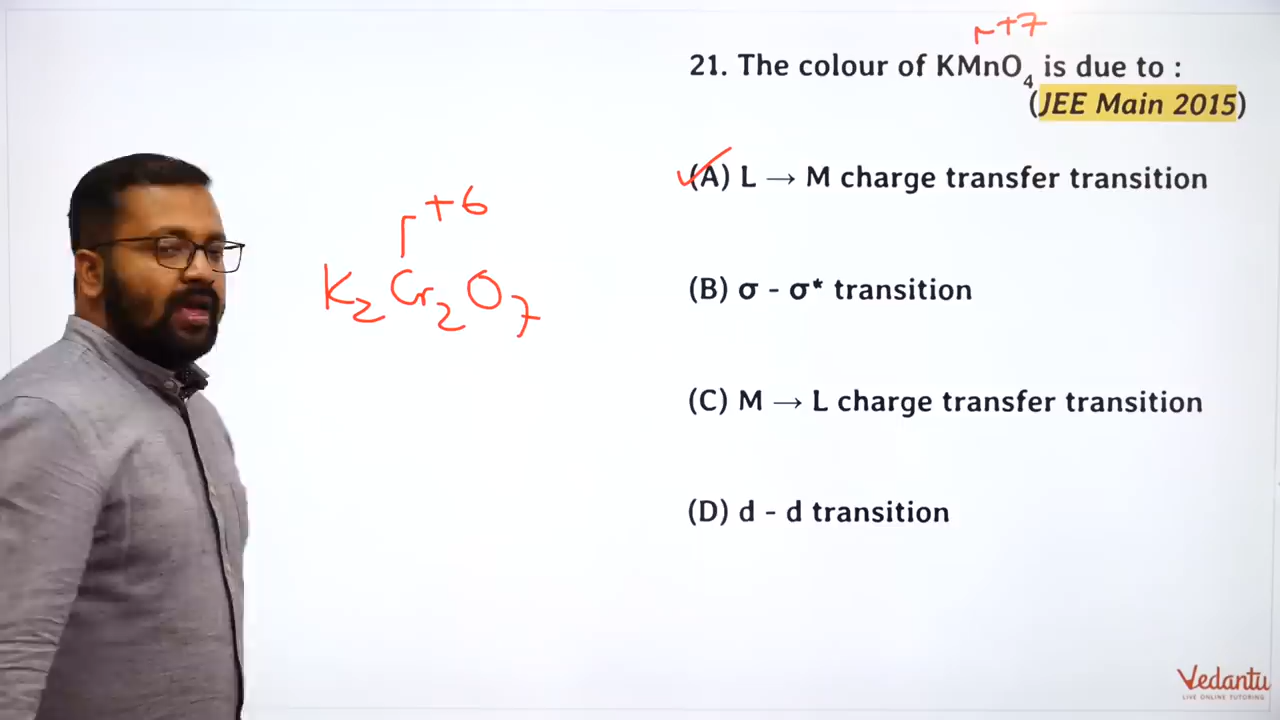 +7
21. The colour of KMnO₄ is due to :
(JEE Main 2015)
(A) L → M charge transfer transition
+6
K₂Cr₂O₇
(B) σ - σ* transition
(C) M → L charge transfer transition
(D) d - d transition
Vedantu
LIVE ONLINE TUTORING